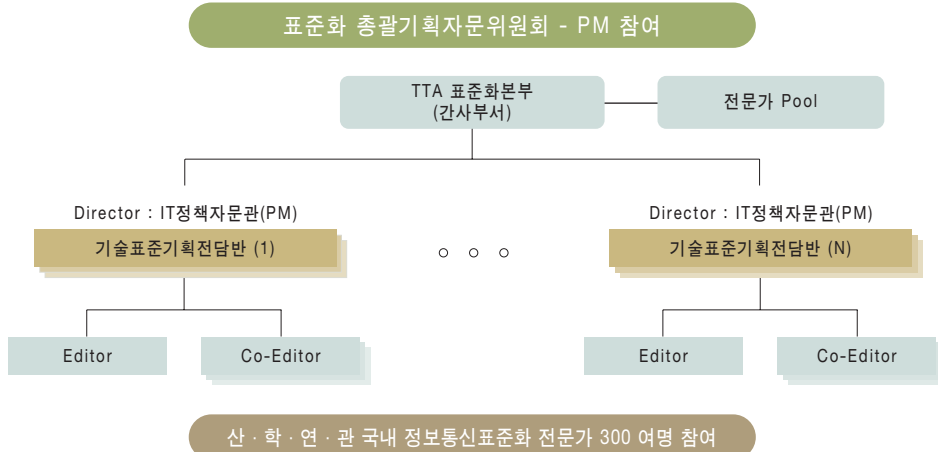 표준화 총괄기획자문위원회 - PM 참여
TTA 표준화본부
(간사부서)
전문가 Pool
Director : IT정책자문관(PM)
Director : IT정책자문관(PM)
기술표준기획전담반 (1)
기술표준기획전담반 (N)
Editor
Co-Editor
Editor
Co-Editor
산 · 학 · 연 · 관 국내 정보통신표준화 전문가 300 여명 참여